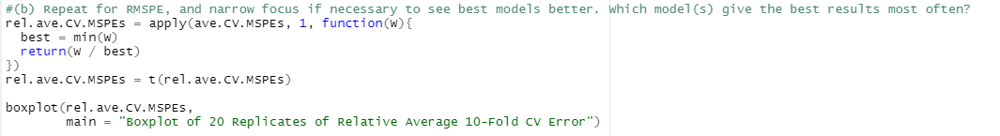 #(b) Repeat for RMSPE, and narrow focus if necessary to see best models better. Which model(s) give the best results most often?
rel.ave.CV.MSPEs = apply(ave.CV.MSPEs, 1, function(W){
  best = min(W)
  return(W / best)
})
rel.ave.CV.MSPEs = t(rel.ave.CV.MSPEs)

boxplot(rel.ave.CV.MSPEs,
        main = "Boxplot of 20 Replicates of Relative Average 10-Fold CV Error")